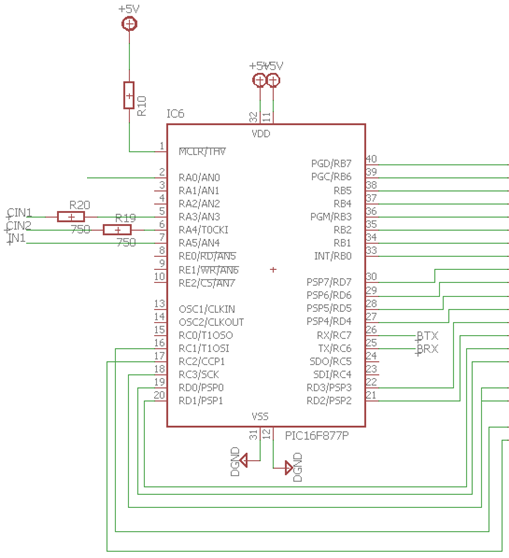 +5V
R10
+5V +5V
IC6
32 11
VDD
1 MCLR/THV
2 RA0/AN0
3 RA1/AN1
4 RA2/AN2
5 RA3/AN3
6 RA4/T0CKI
7 RA5/AN4
8 RE0/RD/AN5
9 RE1/WR/AN6
10 RE2/CS/AN7
13 OSC1/CLKIN
14 OSC2/CLKOUT
15 RC0/T1OSO
16 RC1/T1OSI
17 RC2/CCP1
18 RC3/SCK
19 RD0/PSP0
20 RD1/PSP1
PGD/RB7 40
PGC/RB6 39
RB5 38
RB4 37
PGM/RB3 36
RB2 35
RB1 34
INT/RB0 33
PSP7/RD7 30
PSP6/RD6 29
PSP5/RD5 28
PSP4/RD4 27
RX/RC7 26
TX/RC6 25
SDO/RC5 24
SDI/RC4 23
RD3/PSP3 22
RD2/PSP2 21
CIN1
R20
750
CIN2
R19
750
IN1
BTX
BRX
VSS
31 12
PIC16F877P
DGND
DGND